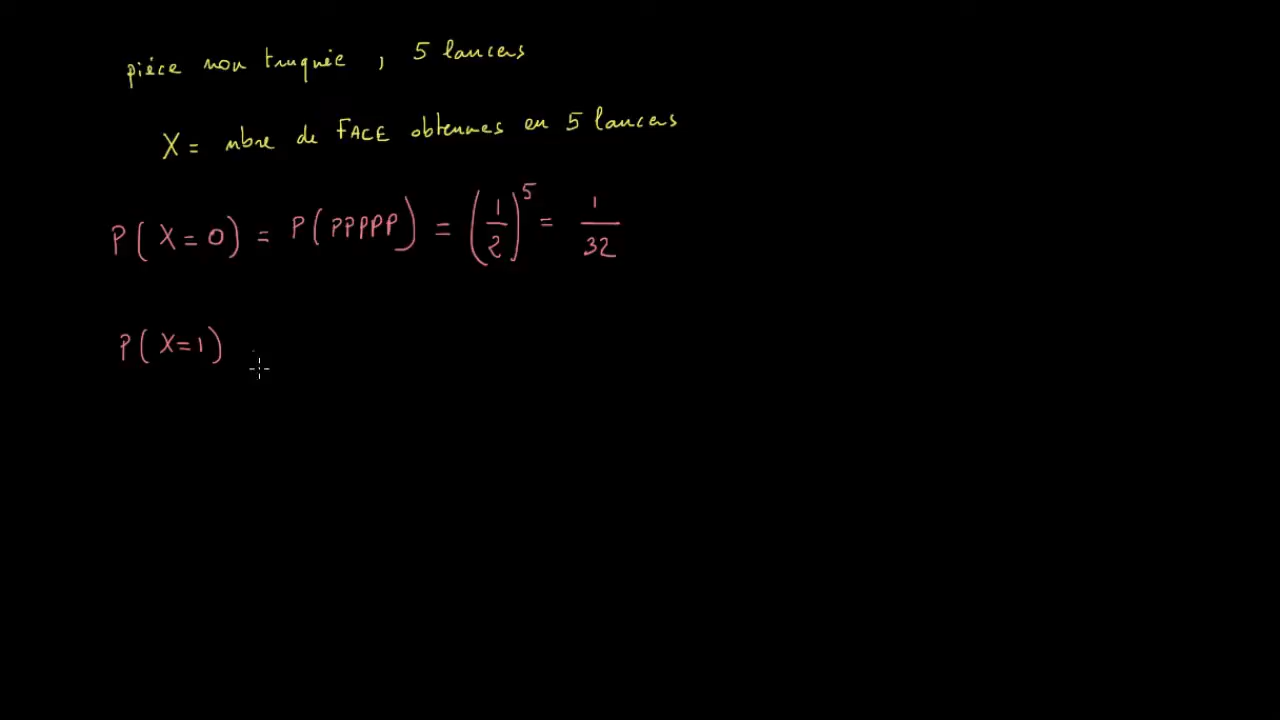 pièce non truquée , 5 lancers
X = nbre de FACE obtenues en 5 lancers
P( X = 0 ) = P( PPPPP ) = (1/2)^5 = 1/32
P( X = 1 )